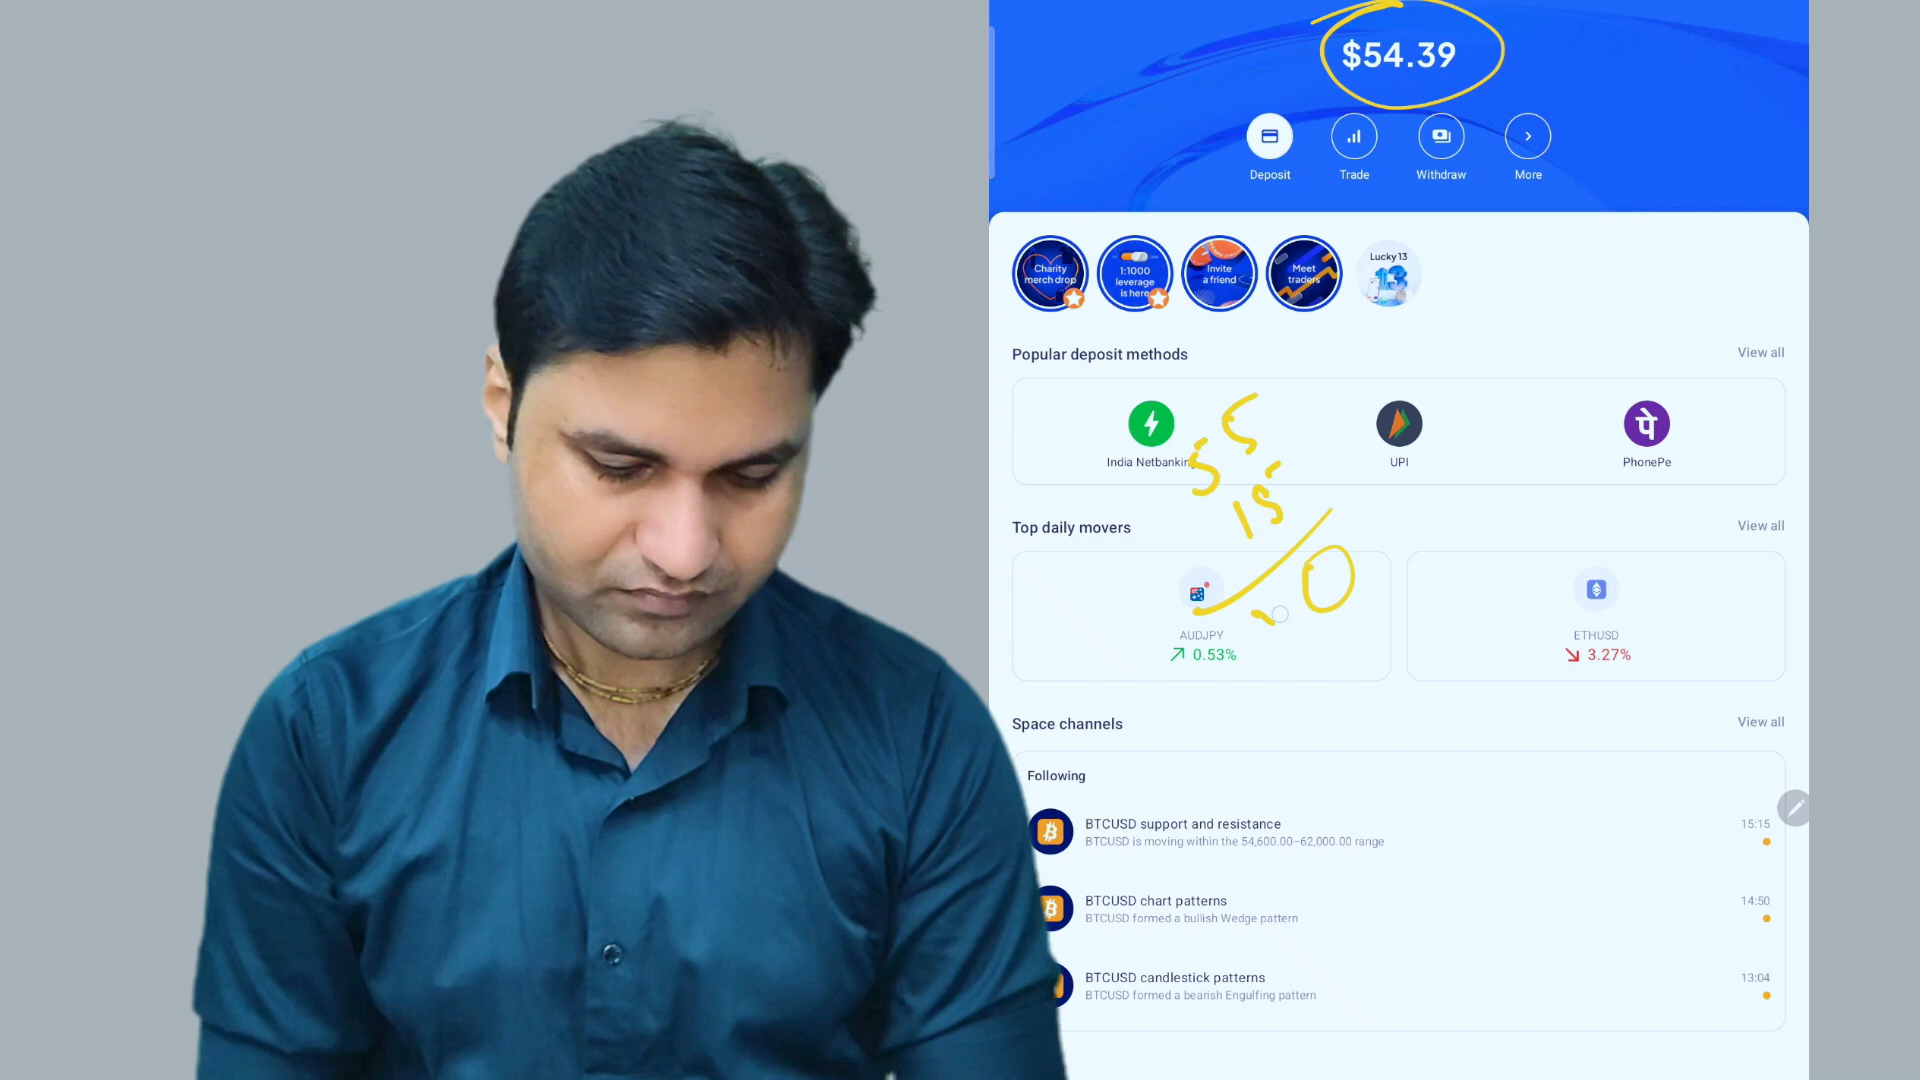 $54.39
Deposit Trade Withdraw More
Charity
merch drop
1:1000
leverage
is here
Invite
a friend
Meet
traders
Lucky 13
13
Popular deposit methods View all
India Netbanking UPI पे PhonePe
Top daily movers View all
AUDJPY
0.53%
ETHUSD
3.27%
Space channels View all
Following
BTCUSD support and resistance 15:15
BTCUSD is moving within the 54,600.00–62,000.00 range
BTCUSD chart patterns 14:50
BTCUSD formed a bullish Wedge pattern
BTCUSD candlestick patterns 13:04
BTCUSD formed a bearish Engulfing pattern